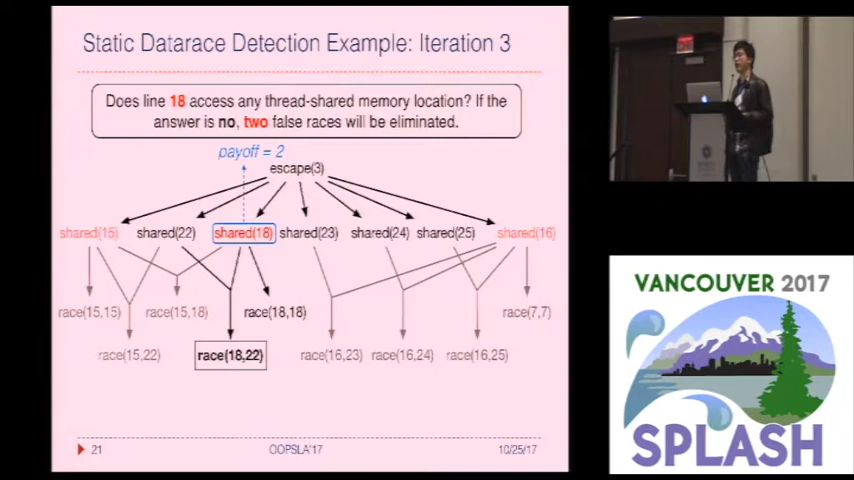 Static Datarace Detection Example: Iteration 3
Does line 18 access any thread-shared memory location? If the
answer is no, two false races will be eliminated.
payoff = 2
escape(3)
shared(15) shared(22) shared(18) shared(23) shared(24) shared(25) shared(16)
race(15,15) race(15,18) race(18,18) race(7,7)
race(15,22) race(18,22) race(16,23) race(16,24) race(16,25)
21 OOPSLA'17 10/25/17
VANCOUVER 2017
SPLASH